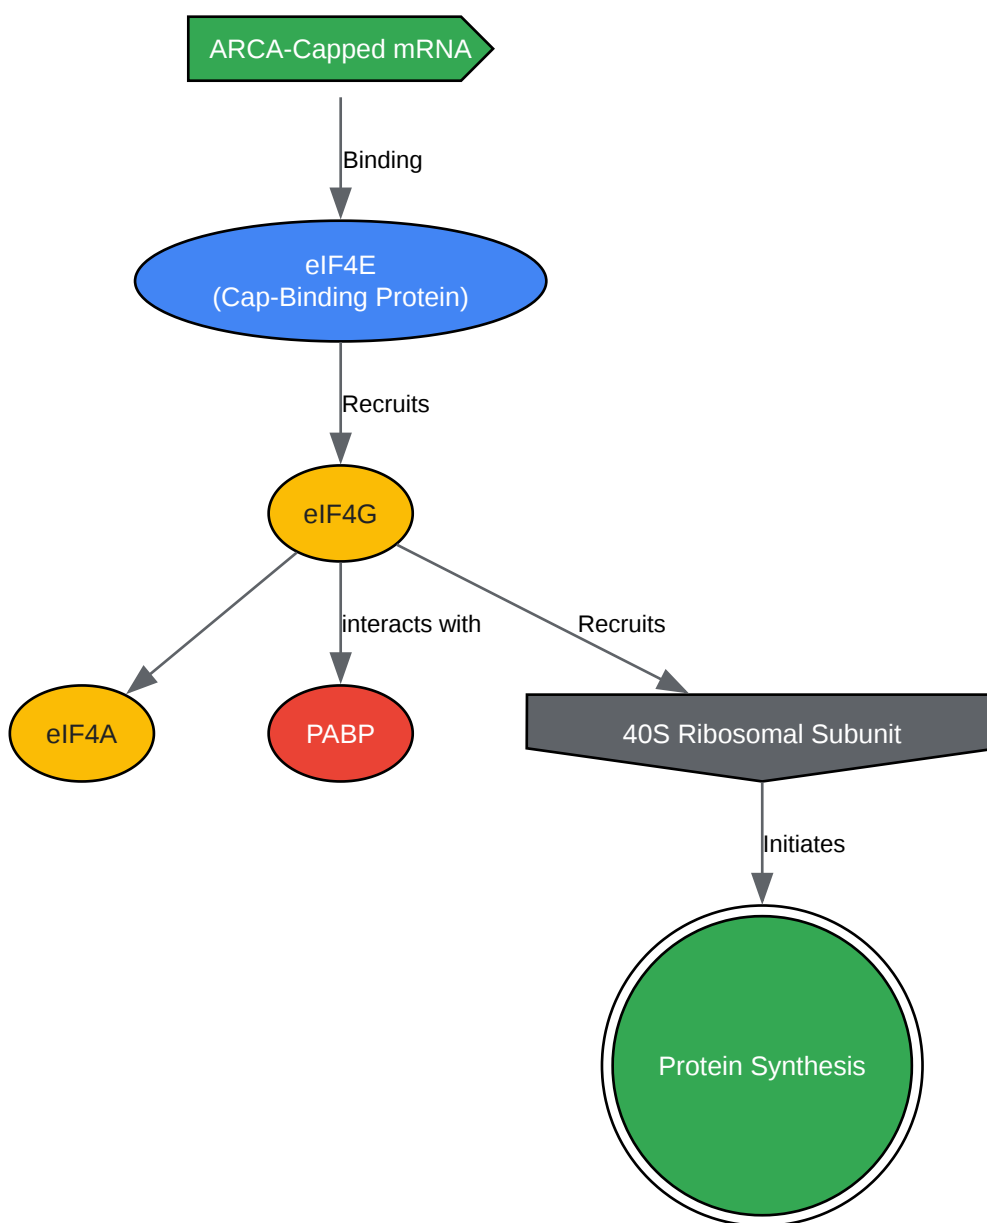 ARCA-Capped mRNA
Binding
eIF4E
(Cap-Binding Protein)
Recruits
eIF4G
interacts with
Recruits
eIF4A
PABP
40S Ribosomal Subunit
Initiates
Protein Synthesis